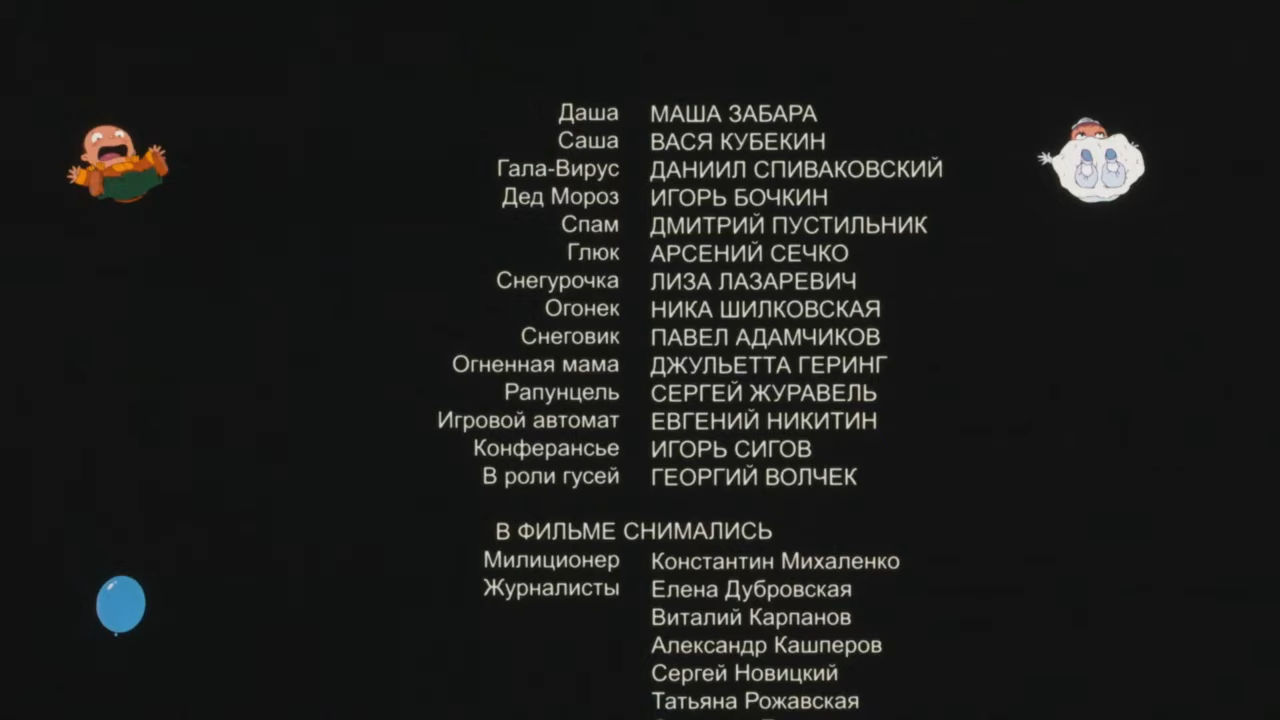 Даша МАША ЗАБАРА
Саша ВАСЯ КУБЕКИН
Гала-Вирус ДАНИИЛ СПИВАКОВСКИЙ
Дед Мороз ИГОРЬ БОЧКИН
Спам ДМИТРИЙ ПУСТИЛЬНИК
Глюк АРСЕНИЙ СЕЧКО
Снегурочка ЛИЗА ЛАЗАРЕВИЧ
Огонек НИКА ШИЛКОВСКАЯ
Снеговик ПАВЕЛ АДАМЧИКОВ
Огненная мама ДЖУЛЬЕТТА ГЕРИНГ
Рапунцель СЕРГЕЙ ЖУРАВЕЛЬ
Игровой автомат ЕВГЕНИЙ НИКИТИН
Конферансье ИГОРЬ СИГОВ
В роли гусей ГЕОРГИЙ ВОЛЧЕК
В ФИЛЬМЕ СНИМАЛИСЬ
Милиционер Константин Михаленко
Журналисты Елена Дубровская
Виталий Карпанов
Александр Кашперов
Сергей Новицкий
Татьяна Рожавская